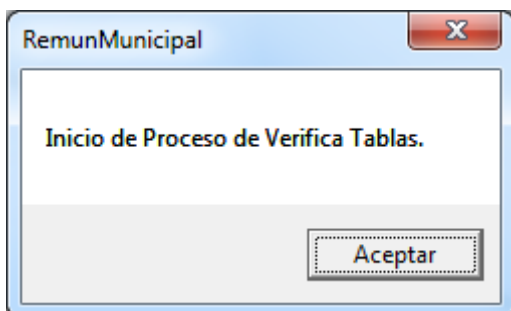 RemunMunicipal
Inicio de Proceso de Verifica Tablas.
Aceptar